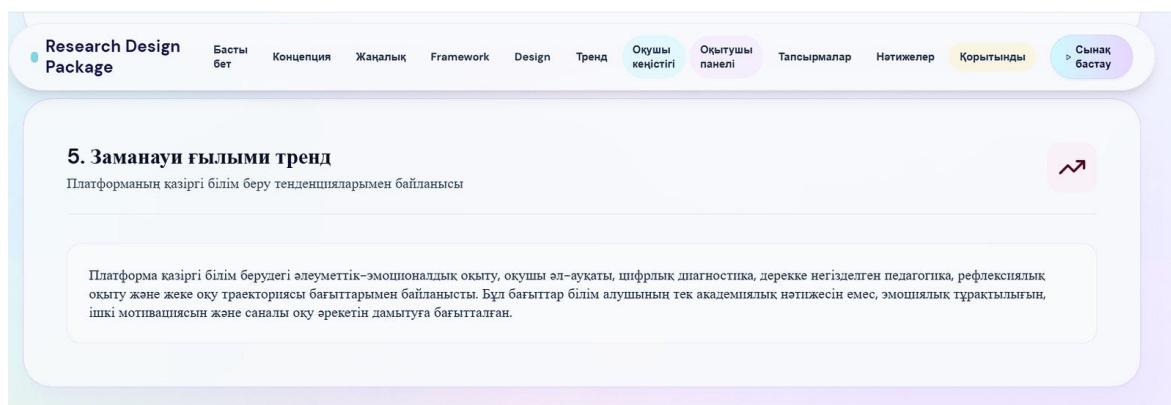 Research Design
Package
Басты
бет
Концепция
Жаңалық
Framework
Design
Тренд
Оқушы
кеңістігі
Оқытушы
панелі
Тапсырмалар
Нәтижелер
Қорытынды
Сынақ
бастау
5. Заманауи ғылыми тренд
Платформаның қазіргі білім беру тенденцияларымен байланысы
Платформа қазіргі білім берудегі әлеуметтік-эмоционалдық оқыту, оқушы әл-ауқаты, цифрлық диагностика, дерекке негізделген педагогика, рефлексиялық
оқыту және жеке оқу траекториясы бағыттарымен байланысты. Бұл бағыттар білім алушының тек академиялық нәтижесін емес, эмоциялық тұрақтылығын,
ішкі мотивациясын және саналы оқу әрекетін дамытуға бағытталған.